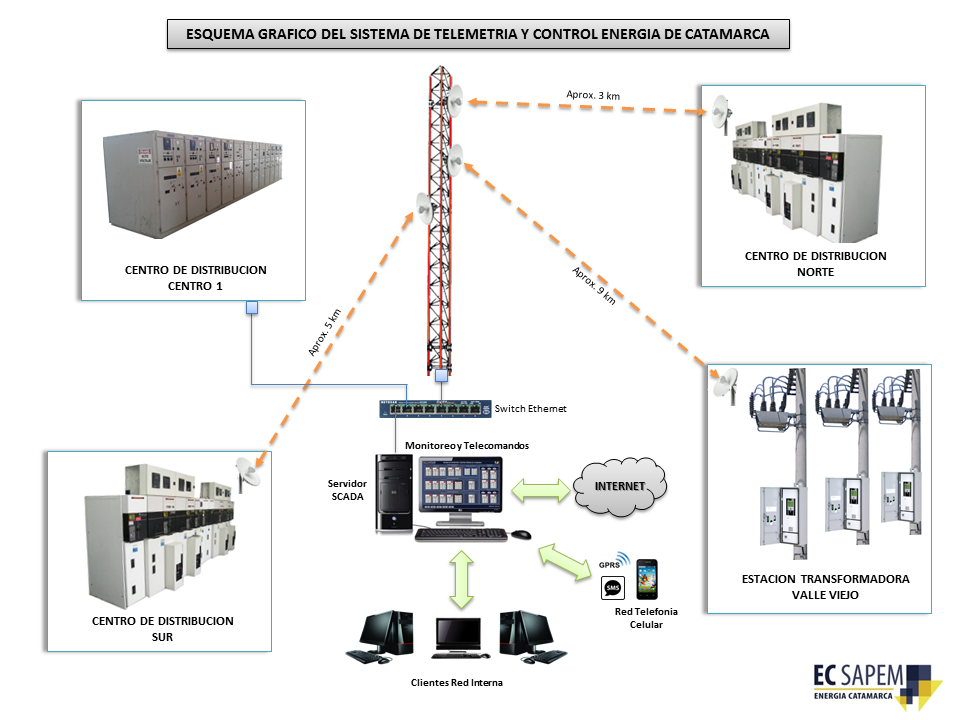 ESQUEMA GRAFICO DEL SISTEMA DE TELEMETRIA Y CONTROL ENERGIA DE CATAMARCA
Aprox. 3 km
CENTRO DE DISTRIBUCION
CENTRO 1
CENTRO DE DISTRIBUCION
NORTE
Aprox. 9 km
Aprox. 5 km
Switch Ethernet
Monitoreo y Telecomandos
Servidor
SCADA
INTERNET
GPRS
SMS
Red Telefonia
Celular
ESTACION TRANSFORMADORA
VALLE VIEJO
CENTRO DE DISTRIBUCION
SUR
Clientes Red Interna
EC SAPEM
ENERGIA CATAMARCA